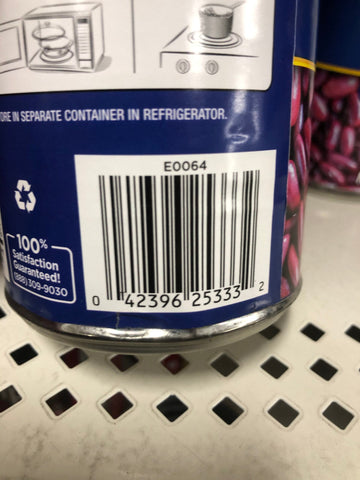 ORE IN SEPARATE CONTAINER IN REFRIGERATOR.
E0064
100%
Satisfaction
Guaranteed!
(888) 309-9030
0 42396 25333 2